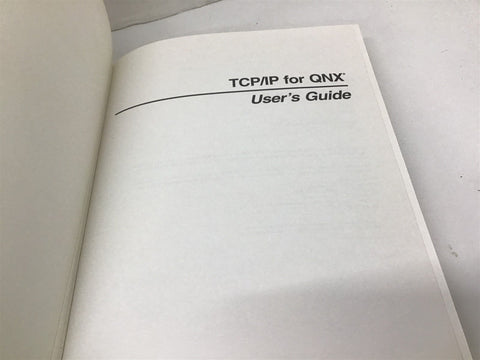 TCP/IP for QNX®
User's Guide